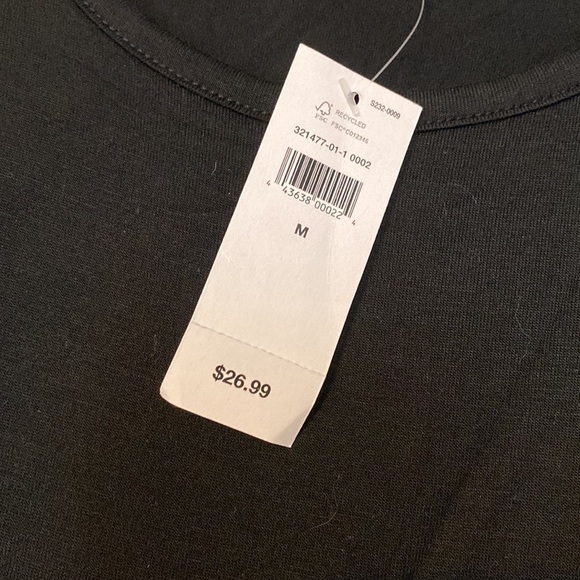 S232-0009
RECYCLED
FSC FSC®C012345
321477-01-1 0002
4 43638 00022 4
M
$26.99